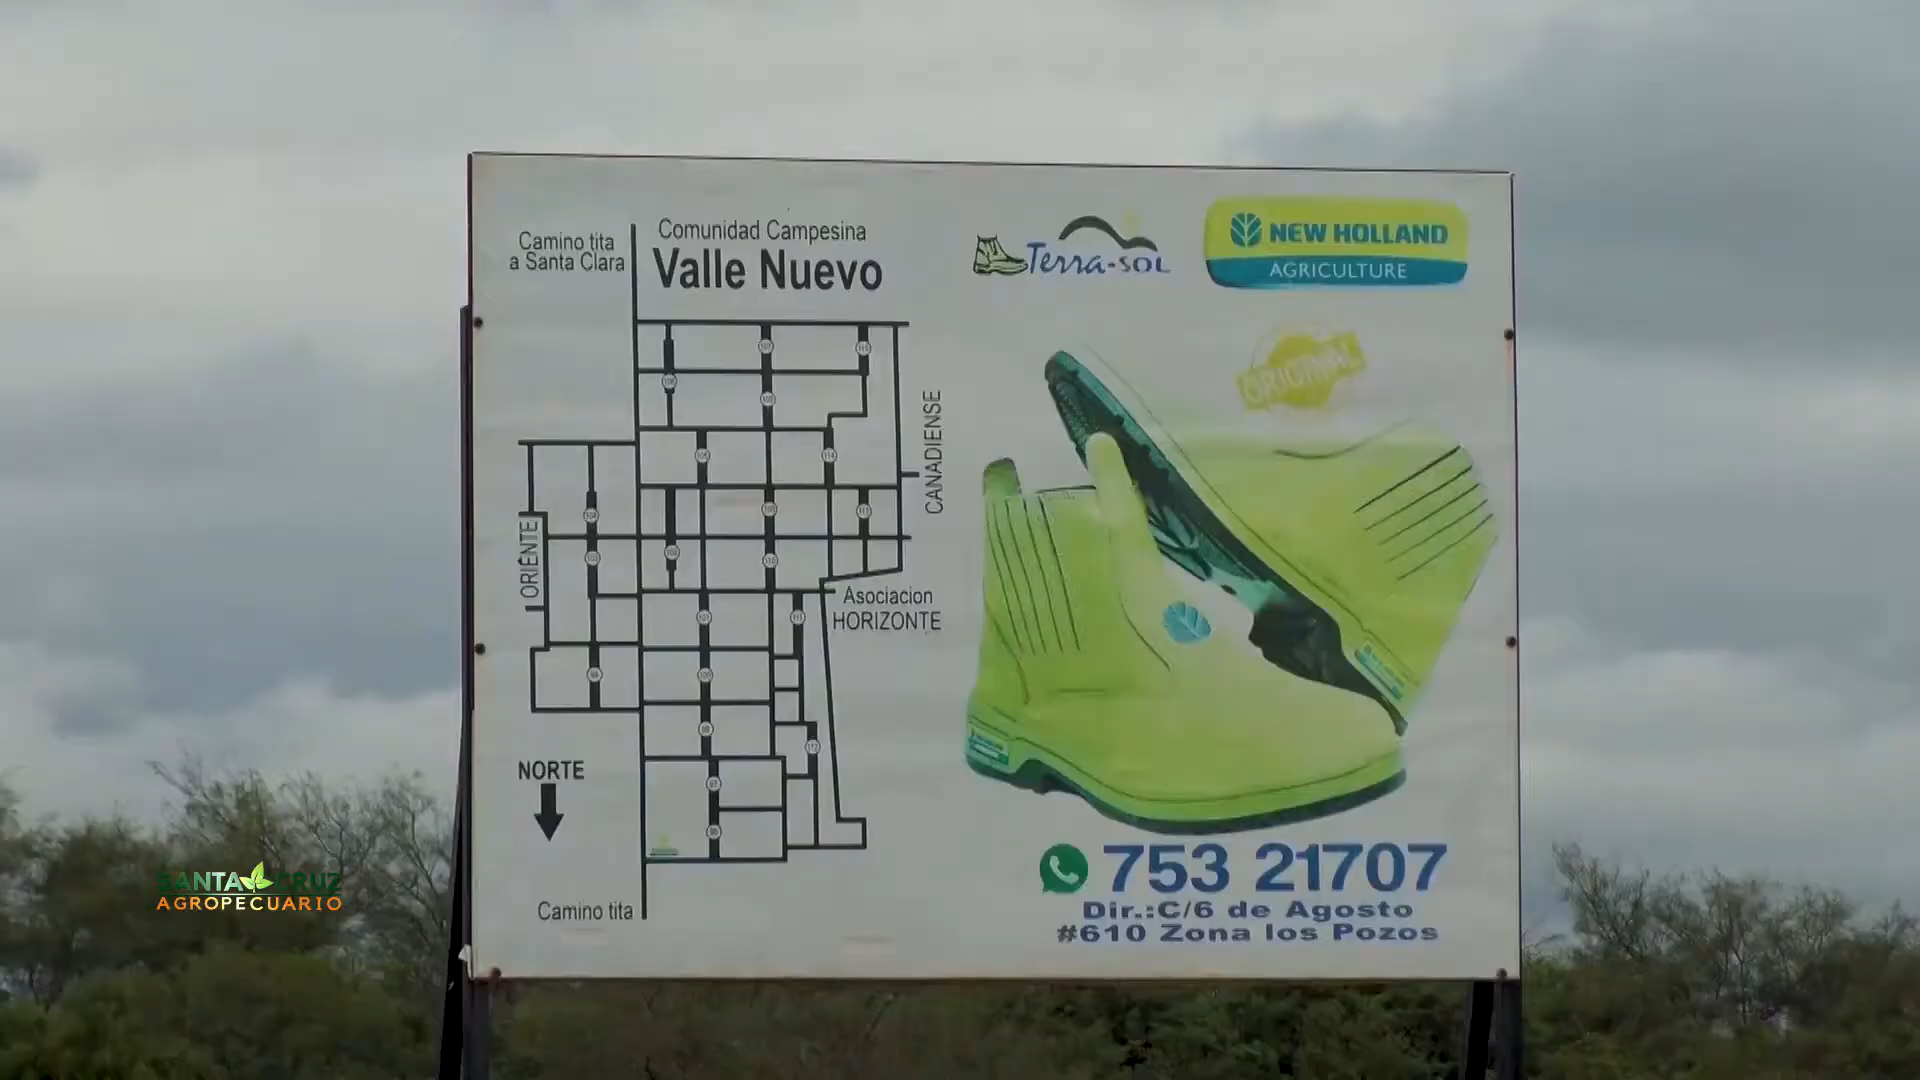 Camino tita
a Santa Clara
Comunidad Campesina
Valle Nuevo
Terra-SOL
NEW HOLLAND
AGRICULTURE
ORIGINAL
CANADIENSE
ORIENTE
Asociacion
HORIZONTE
NORTE
Camino tita
753 21707
Dir.:C/6 de Agosto
#610 Zona los Pozos
SANTA CRUZ
AGROPECUARIO